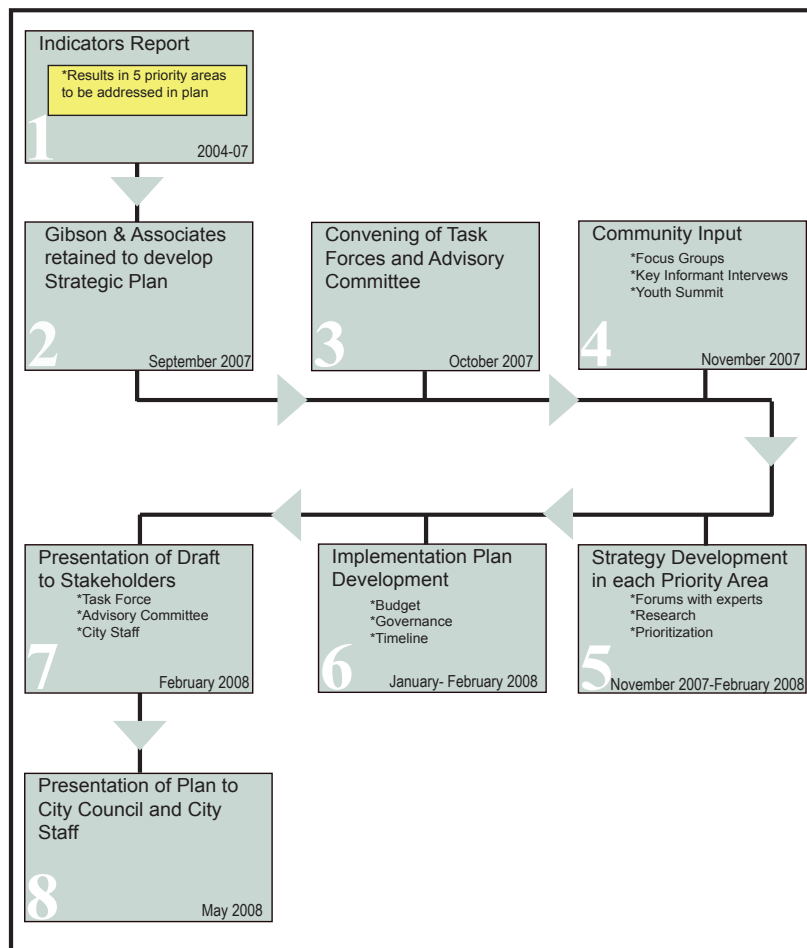 Indicators Report
*Results in 5 priority areas
to be addressed in plan
1
2004-07
Gibson & Associates
retained to develop
Strategic Plan
2
September 2007
Convening of Task
Forces and Advisory
Committee
3
October 2007
Community Input
*Focus Groups
*Key Informant Intervews
*Youth Summit
4
November 2007
Strategy Development
in each Priority Area
*Forums with experts
*Research
*Prioritization
5
November 2007-February 2008
Implementation Plan
Development
*Budget
*Governance
*Timeline
6
January- February 2008
Presentation of Draft
to Stakeholders
*Task Force
*Advisory Committee
*City Staff
7
February 2008
Presentation of Plan to
City Council and City
Staff
8
May 2008